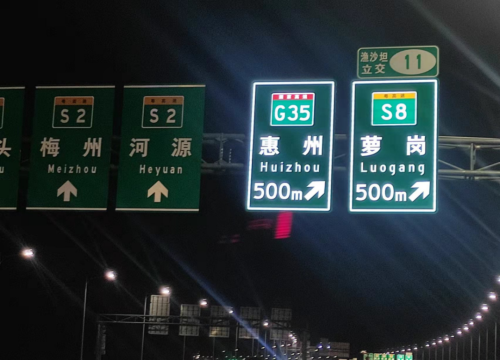 头
S2
梅州
Meizhou
S2
河源
Heyuan
G35
惠州
Huizhou
500m
渔沙坦
立交
11
S8
萝岗
Luogang
500m